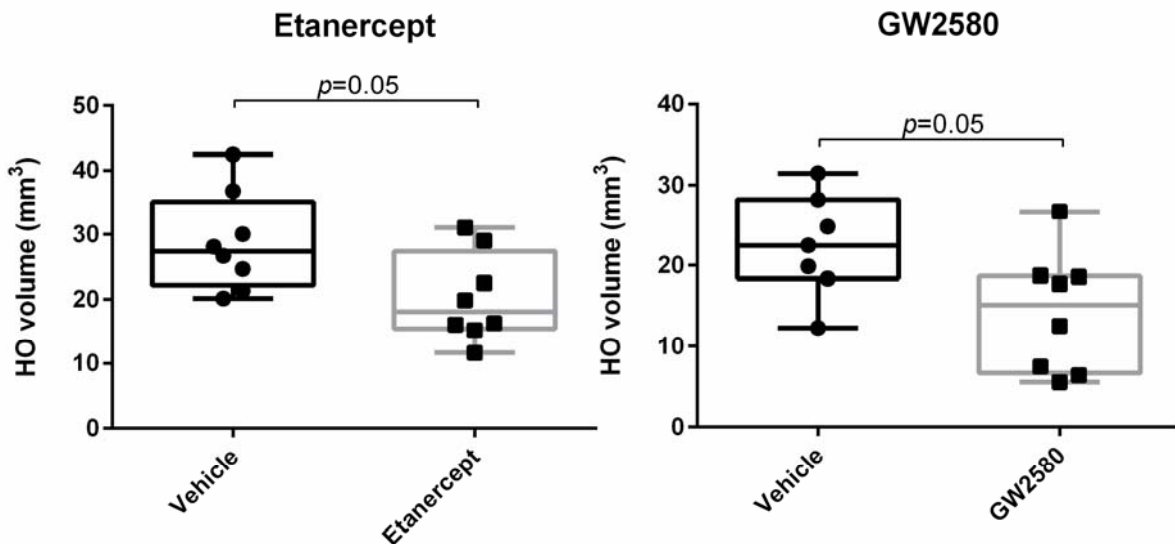 Etanercept
p=0.05
HO volume (mm³)
50
40
30
20
10
0
Vehicle
Etanercept
GW2580
p=0.05
HO volume (mm³)
40
30
20
10
0
Vehicle
GW2580